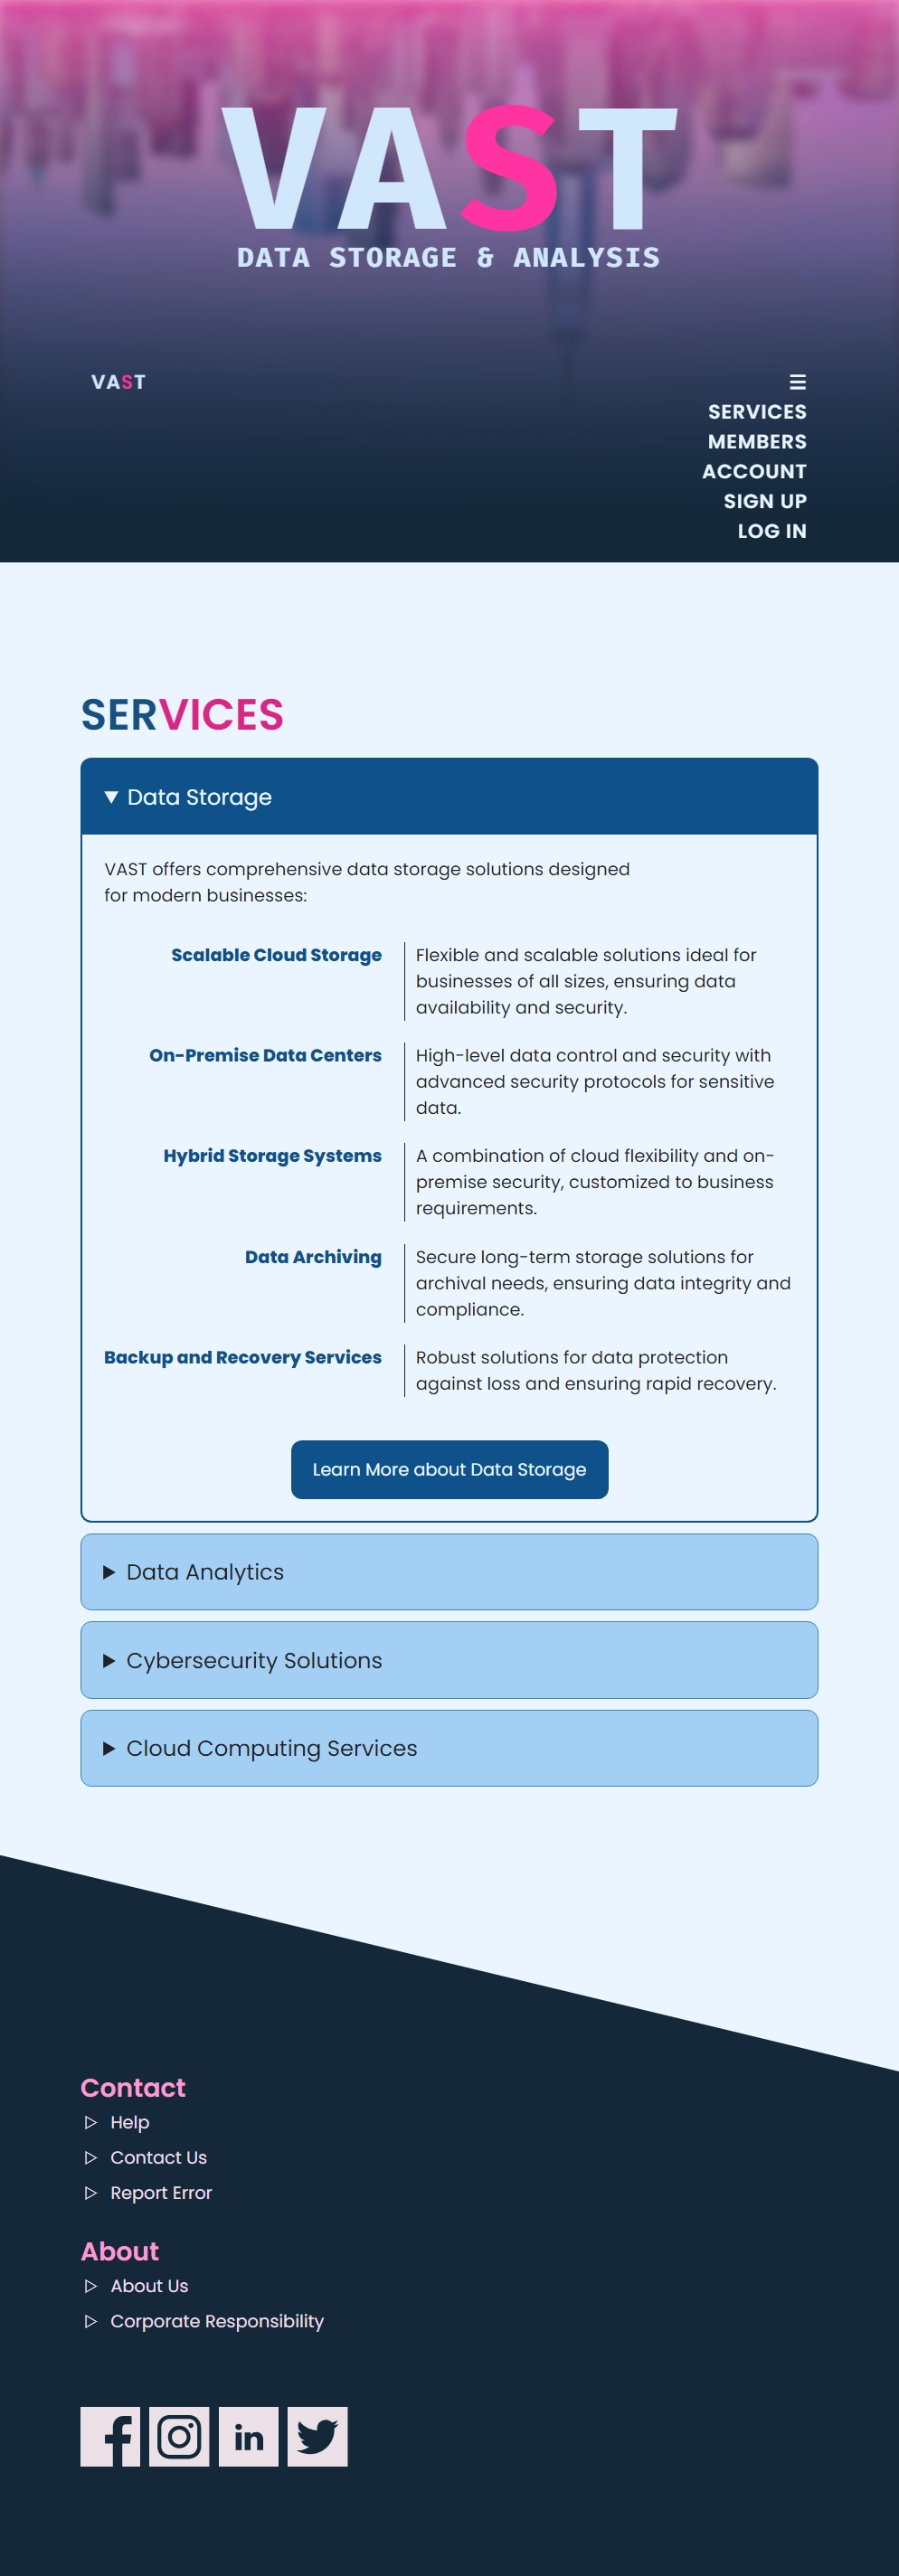 VAST
DATA STORAGE & ANALYSIS
VAST
SERVICES
MEMBERS
ACCOUNT
SIGN UP
LOG IN
SERVICES
Data Storage
VAST offers comprehensive data storage solutions designed
for modern businesses:
Scalable Cloud Storage
Flexible and scalable solutions ideal for
businesses of all sizes, ensuring data
availability and security.
On-Premise Data Centers
High-level data control and security with
advanced security protocols for sensitive
data.
Hybrid Storage Systems
A combination of cloud flexibility and on-
premise security, customized to business
requirements.
Data Archiving
Secure long-term storage solutions for
archival needs, ensuring data integrity and
compliance.
Backup and Recovery Services
Robust solutions for data protection
against loss and ensuring rapid recovery.
Learn More about Data Storage
Data Analytics
Cybersecurity Solutions
Cloud Computing Services
Contact
Help
Contact Us
Report Error
About
About Us
Corporate Responsibility
in